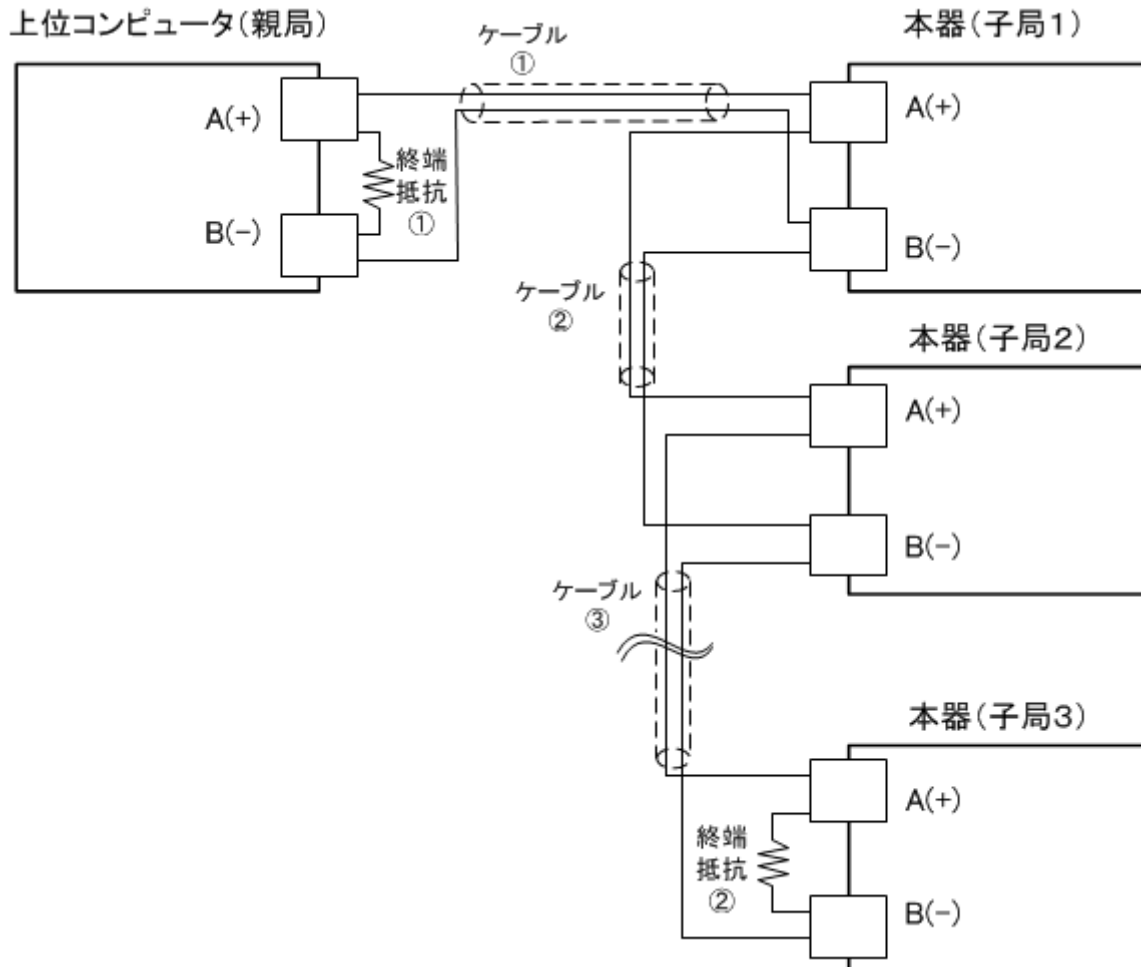 上位コンピュータ(親局)
ケーブル
①
本器(子局1)
A(+)
B(-)
終端
抵抗
①
A(+)
B(-)
ケーブル
②
本器(子局2)
A(+)
B(-)
ケーブル
③
本器(子局3)
A(+)
B(-)
終端
抵抗
②